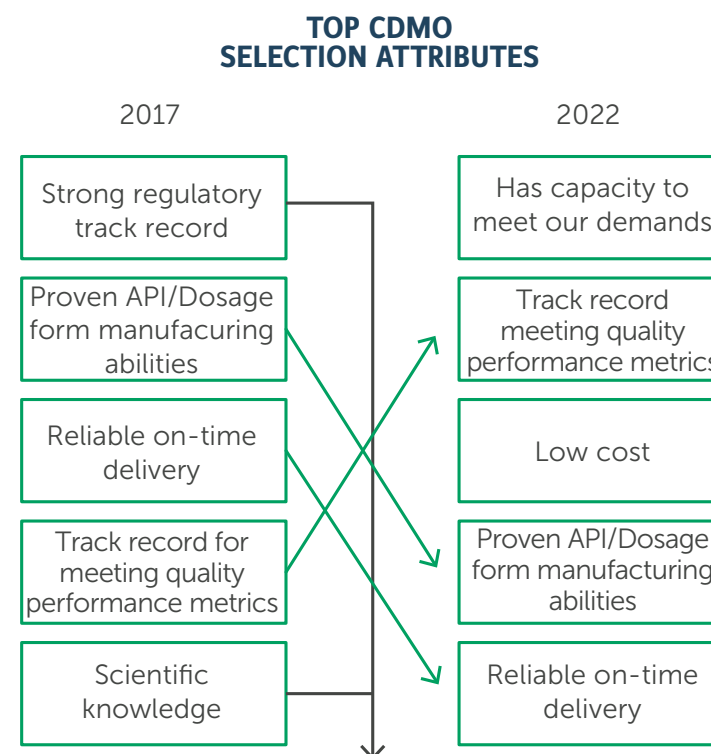 TOP CDMO
SELECTION ATTRIBUTES
2017
2022
Strong regulatory
track record
Proven API/Dosage
form manufacuring
abilities
Reliable on-time
delivery
Track record for
meeting quality
performance metrics
Scientific
knowledge
Has capacity to
meet our demands
Track record
meeting quality
performance metrics
Low cost
Proven API/Dosage
form manufacturing
abilities
Reliable on-time
delivery